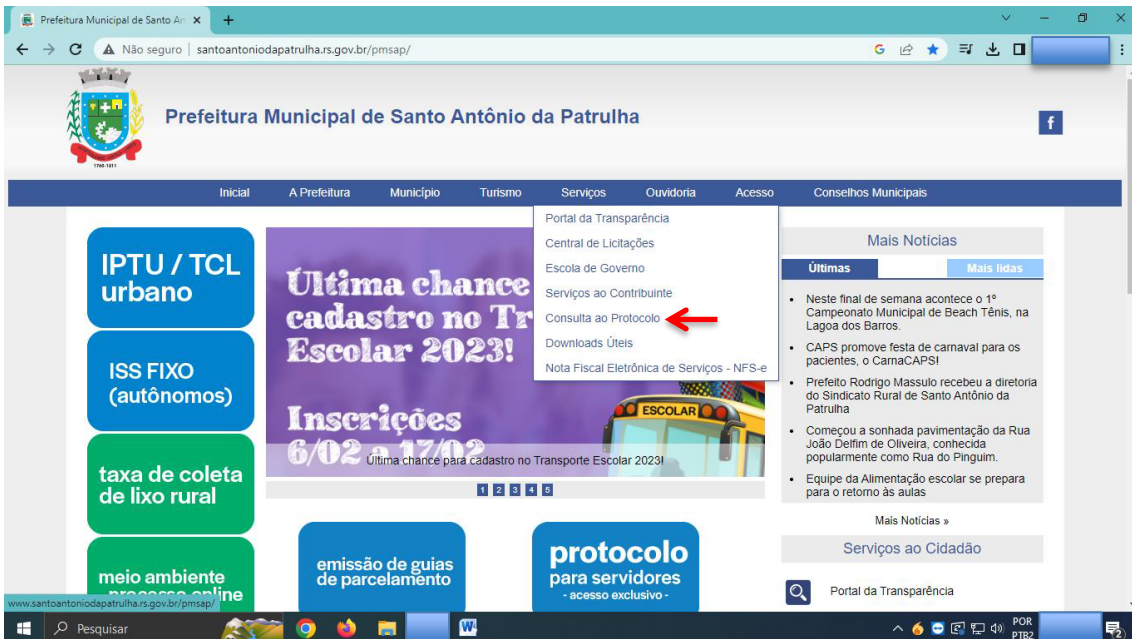 Prefeitura Municipal de Santo An
Não seguro | santoantoniodapatrulha.rs.gov.br/pmsap/
1760-1811
Prefeitura Municipal de Santo Antônio da Patrulha
f
Inicial A Prefeitura Município Turismo Serviços Ouvidoria Acesso Conselhos Municipais
Portal da Transparência
Central de Licitações
Escola de Governo
Serviços ao Contribuinte
Consulta ao Protocolo
Downloads Úteis
Nota Fiscal Eletrônica de Serviços - NFS-e
IPTU / TCL
urbano
ISS FIXO
(autônomos)
taxa de coleta
de lixo rural
meio ambiente
processo online
Última chance
cadastro no Tr
Escolar 2023!
Inscrições
6/02 a 17/02
ESCOLAR
Última chance para cadastro no Transporte Escolar 2023!
1 2 3 4 5
emissão de guias
de parcelamento
protocolo
para servidores
- acesso exclusivo -
Mais Notícias
Últimas Mais lidas
Neste final de semana acontece o 1º
Campeonato Municipal de Beach Tênis, na
Lagoa dos Barros.
CAPS promove festa de carnaval para os
pacientes, o CarnaCAPS!
Prefeito Rodrigo Massulo recebeu a diretoria
do Sindicato Rural de Santo Antônio da
Patrulha
Começou a sonhada pavimentação da Rua
João Delfim de Oliveira, conhecida
popularmente como Rua do Pinguim.
Equipe da Alimentação escolar se prepara
para o retorno às aulas
Mais Notícias »
Serviços ao Cidadão
Portal da Transparência
www.santoantoniodapatrulha.rs.gov.br/pmsap/
Pesquisar
POR
PTB2
2